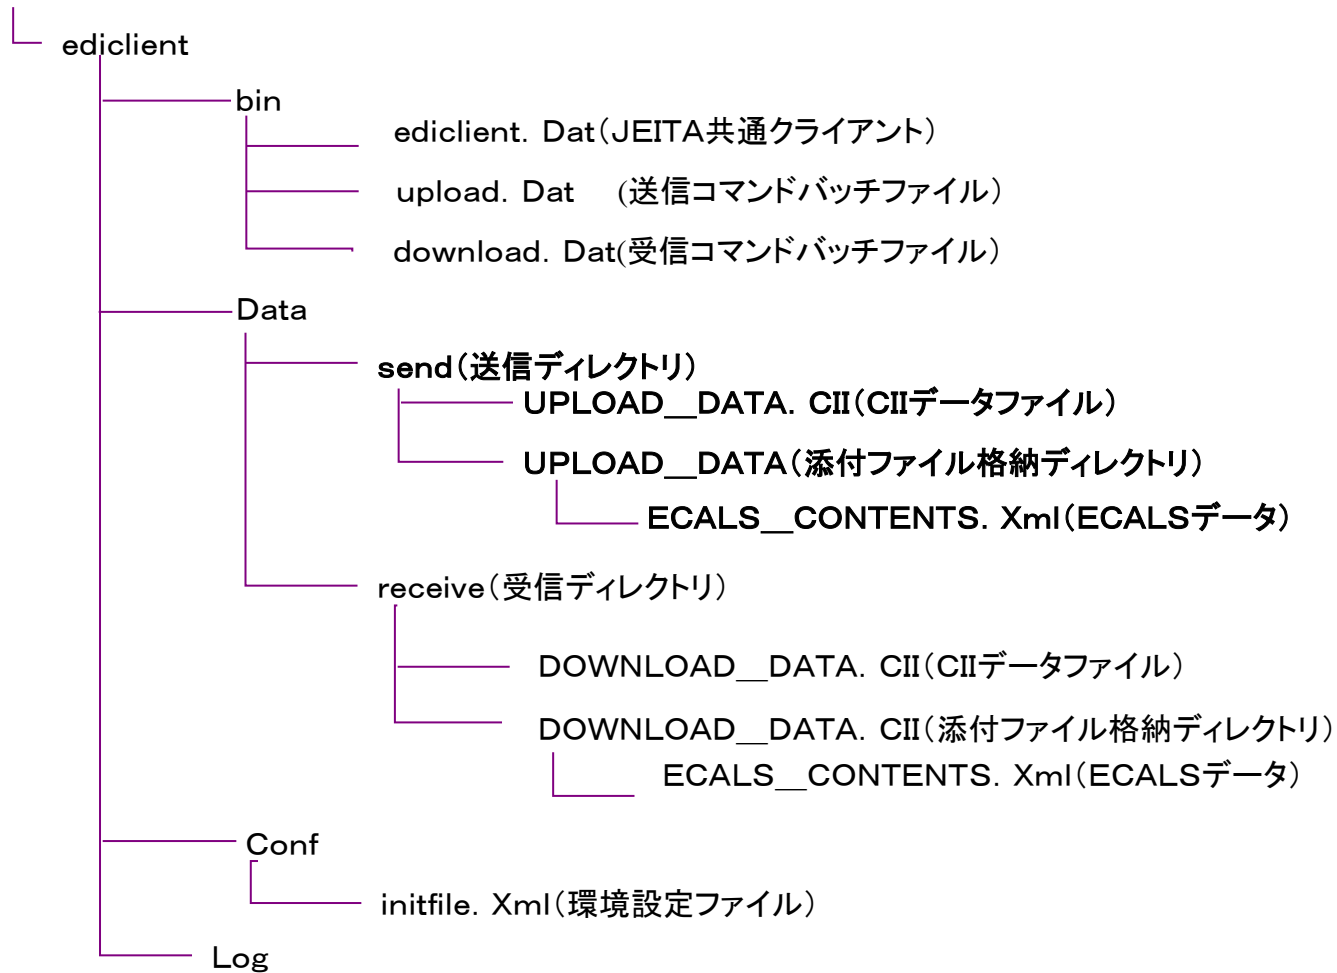 ediclient
bin
ediclient. Dat(JEITA共通クライアント)
upload. Dat (送信コマンドバッチファイル)
download. Dat(受信コマンドバッチファイル)
Data
send(送信ディレクトリ)
UPLOAD__DATA. CII(CIIデータファイル)
UPLOAD__DATA(添付ファイル格納ディレクトリ)
ECALS__CONTENTS. Xml(ECALSデータ)
receive(受信ディレクトリ)
DOWNLOAD__DATA. CII(CIIデータファイル)
DOWNLOAD__DATA. CII(添付ファイル格納ディレクトリ)
ECALS__CONTENTS. Xml(ECALSデータ)
Conf
initfile. Xml(環境設定ファイル)
Log